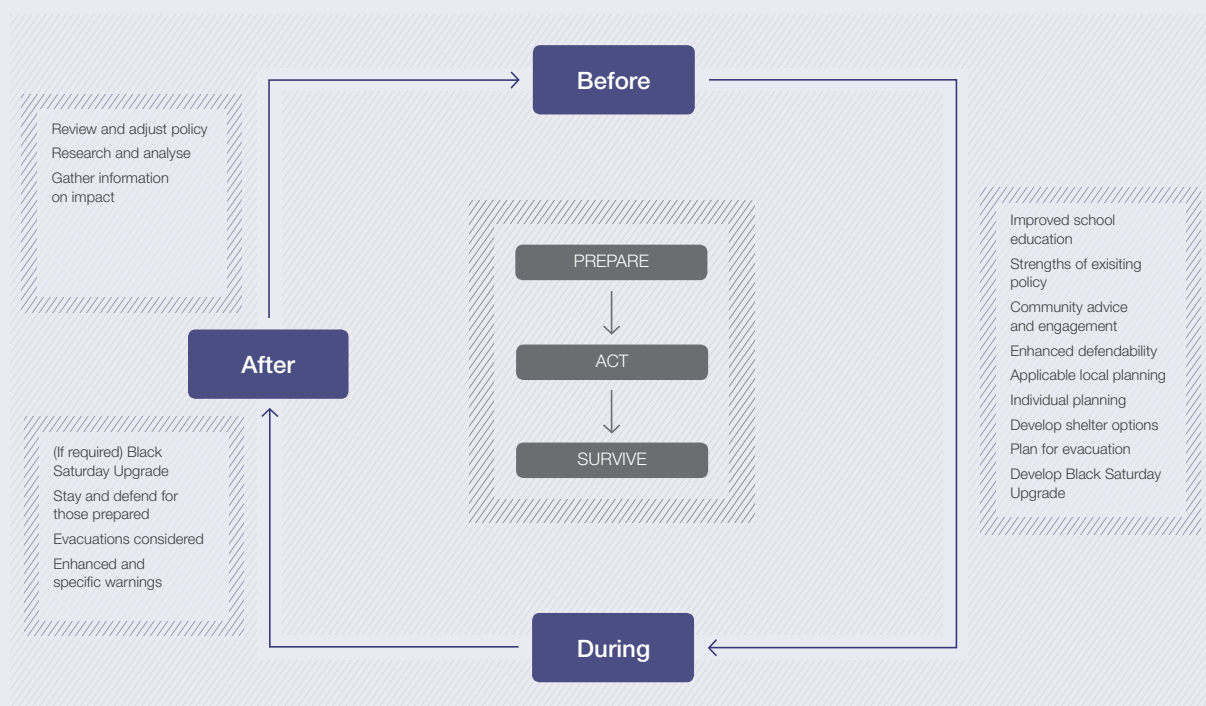 Before
Review and adjust policy
Research and analyse
Gather information
on impact
Improved school
education
Strengths of exisiting
policy
Community advice
and engagement
Enhanced defendability
Applicable local planning
Individual planning
Develop shelter options
Plan for evacuation
Develop Black Saturday
Upgrade
PREPARE
ACT
SURVIVE
After
(If required) Black
Saturday Upgrade
Stay and defend for
those prepared
Evacuations considered
Enhanced and
specific warnings
During